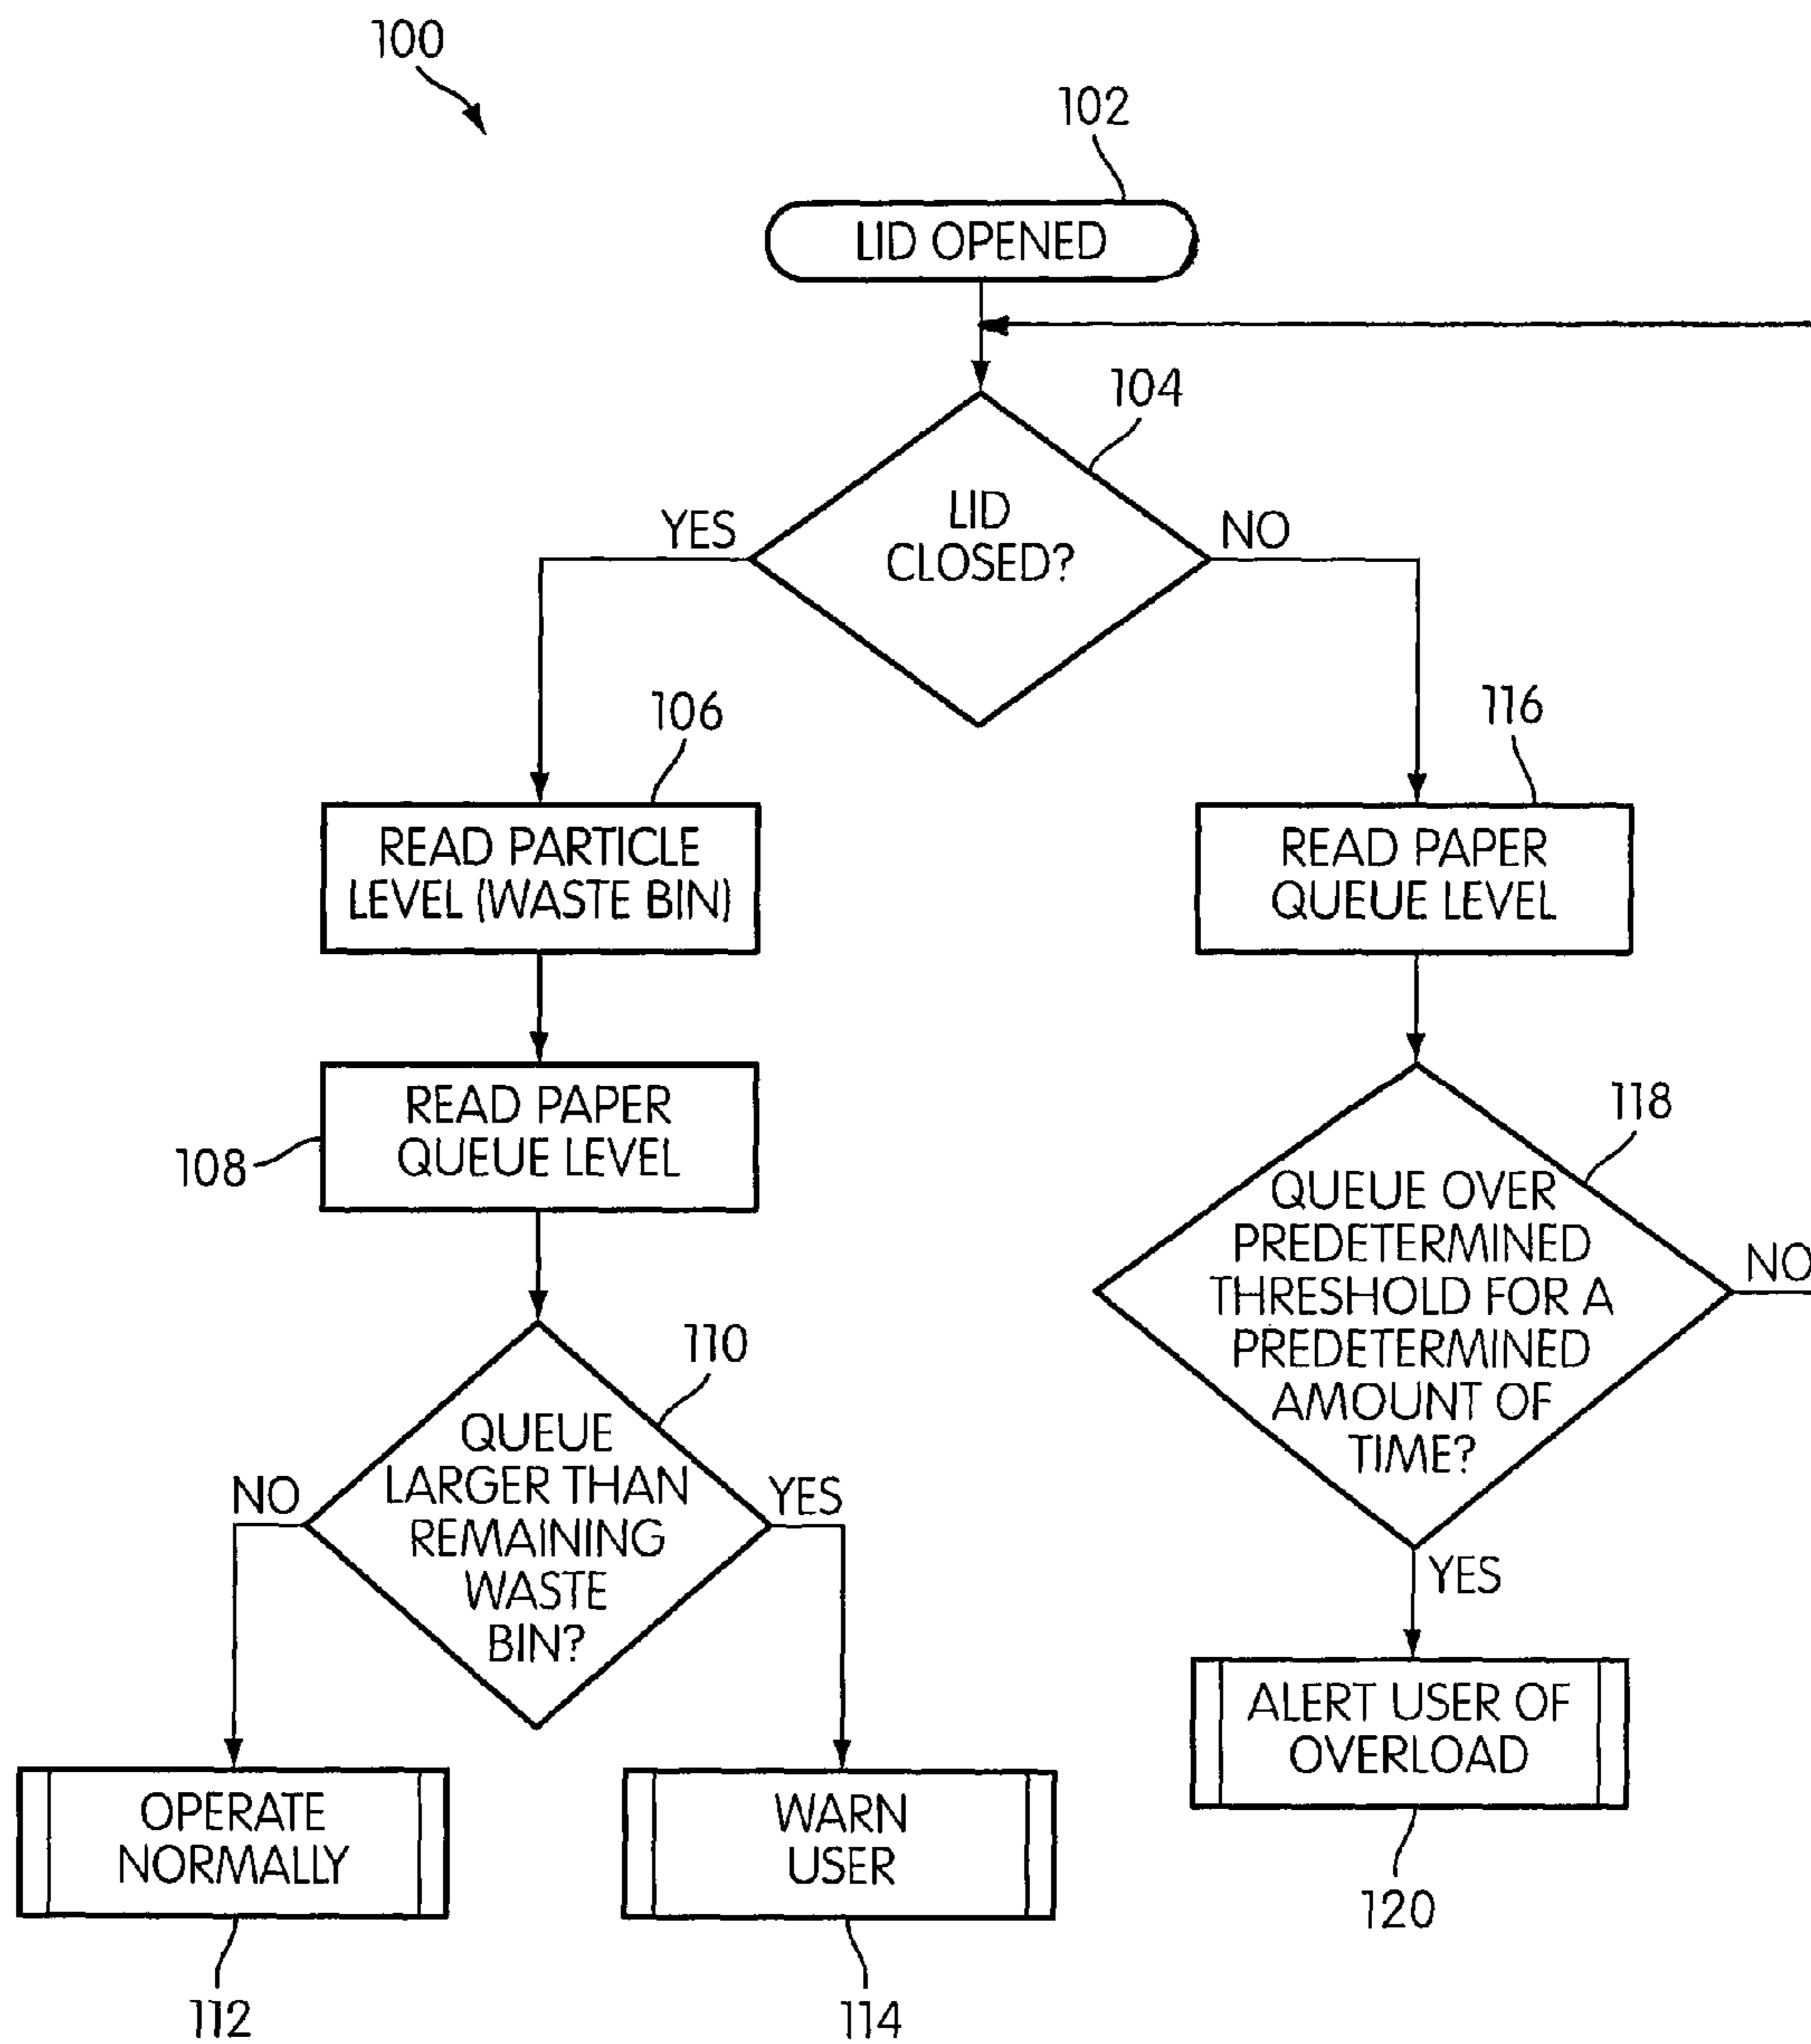 100
102
LID OPENED
104
LID
CLOSED?
YES
NO
106
READ PARTICLE
LEVEL (WASTE BIN)
108
READ PAPER
QUEUE LEVEL
110
QUEUE
LARGER THAN
REMAINING
WASTE
BIN?
NO
YES
OPERATE
NORMALLY
112
WARN
USER
114
116
READ PAPER
QUEUE LEVEL
118
QUEUE OVER
PREDETERMINED
THRESHOLD FOR A
PREDETERMINED
AMOUNT OF
TIME?
NO
YES
ALERT USER OF
OVERLOAD
120